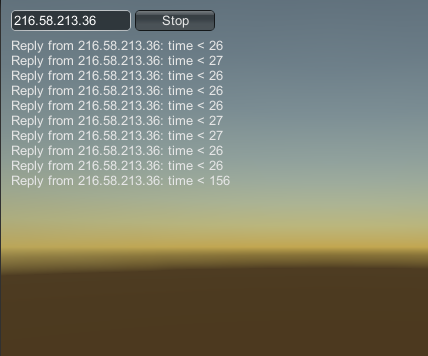 216.58.213.36 Stop
Reply from 216.58.213.36: time < 26
Reply from 216.58.213.36: time < 27
Reply from 216.58.213.36: time < 26
Reply from 216.58.213.36: time < 26
Reply from 216.58.213.36: time < 26
Reply from 216.58.213.36: time < 27
Reply from 216.58.213.36: time < 27
Reply from 216.58.213.36: time < 26
Reply from 216.58.213.36: time < 26
Reply from 216.58.213.36: time < 156